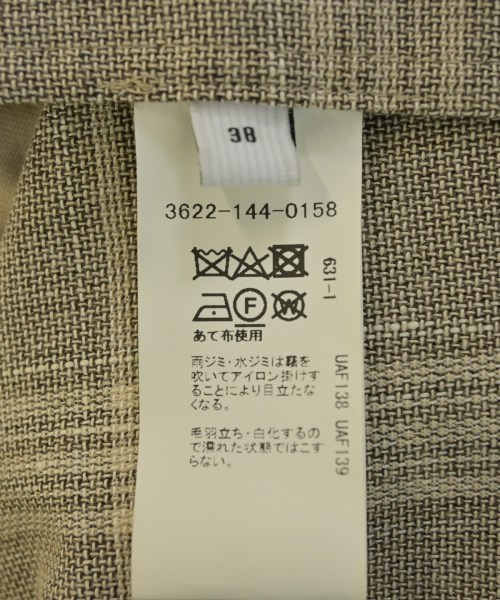 38
3622-144-0158
631-1
F
W
あて布使用
雨ジミ・水ジミは霧を
吹いてアイロン掛けす
ることにより目立たな
くなる。
毛羽立ち・白化するの
で濡れた状態ではこす
らない。
UAF138 UAF139